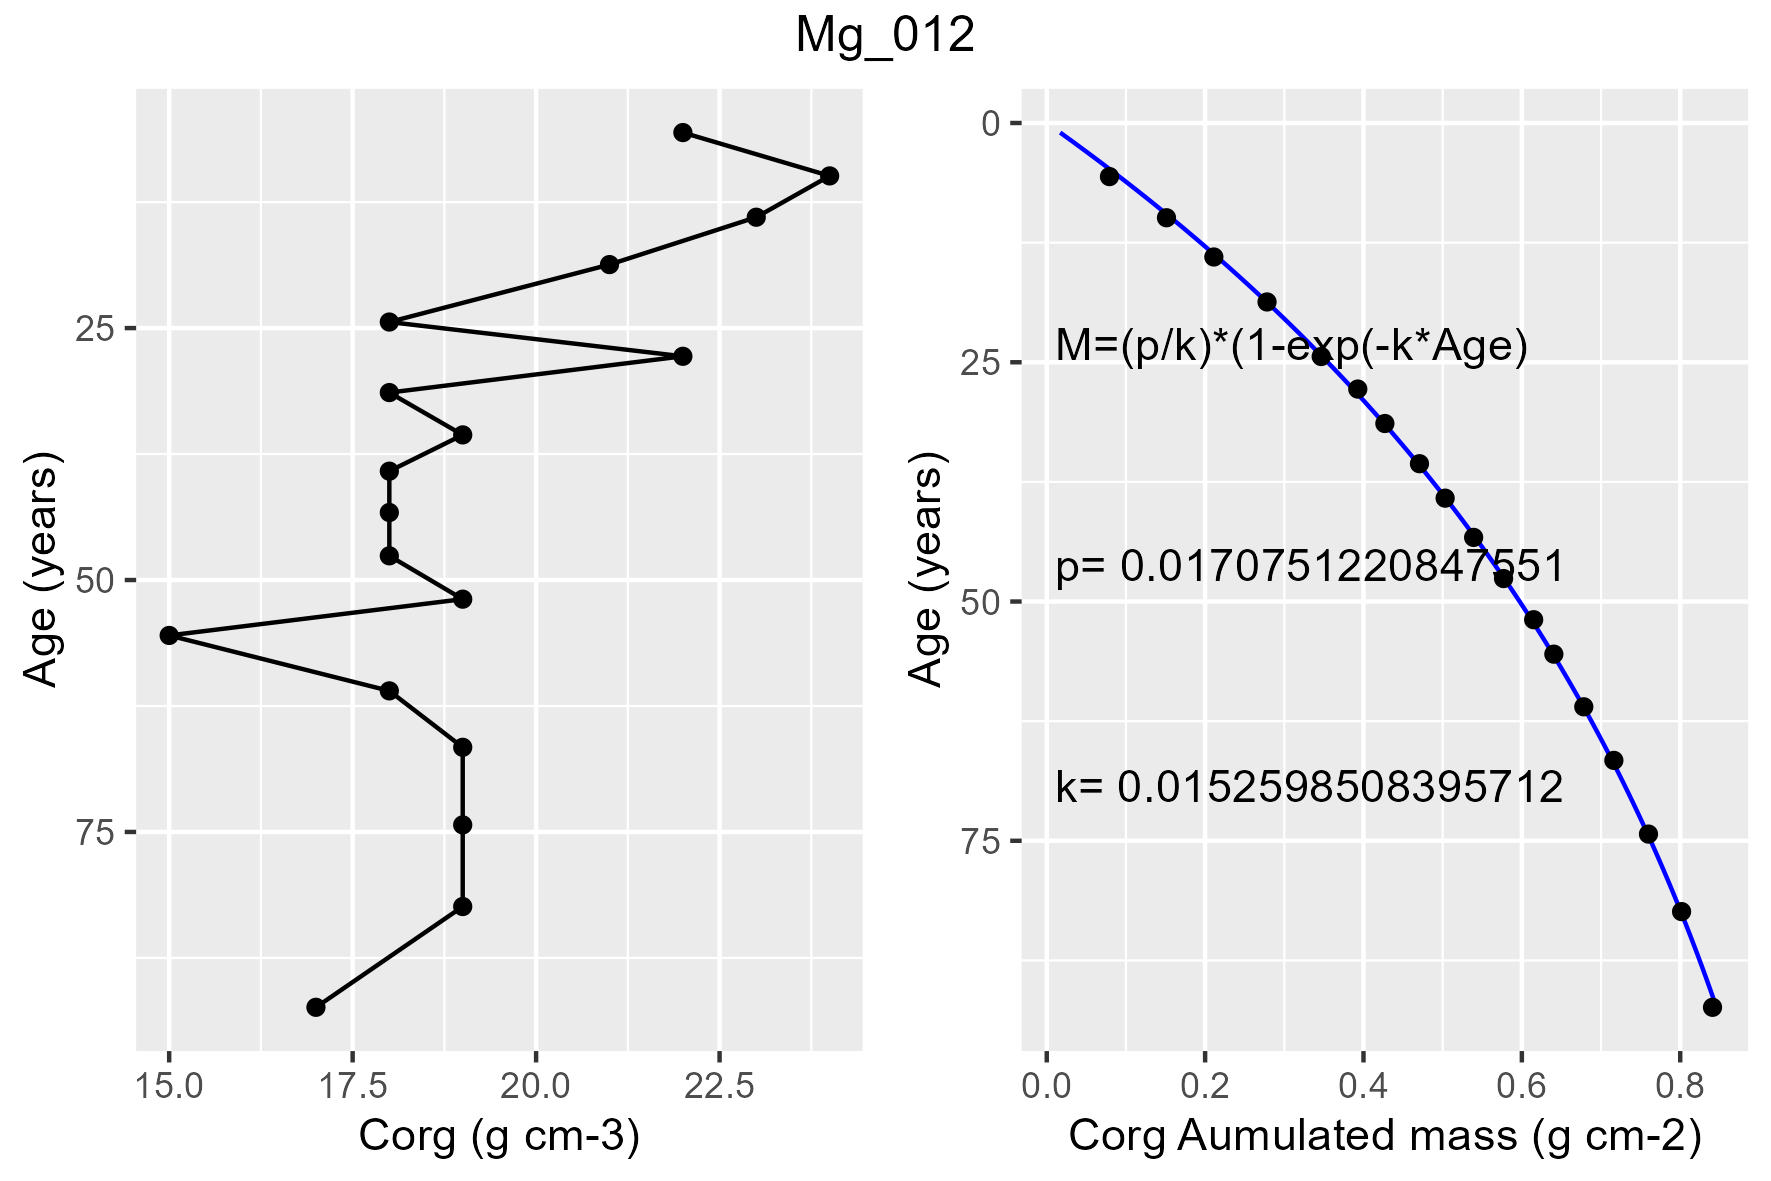 Mg_012
25
50
75
15.0 17.5 20.0 22.5
Corg (g cm-3)
Age (years)
0
25
50
75
M=(p/k)*(1-exp(-k*Age)
p= 0.0170751220847551
k= 0.0152598508395712
0.0 0.2 0.4 0.6 0.8
Corg Aumulated mass (g cm-2)
Age (years)